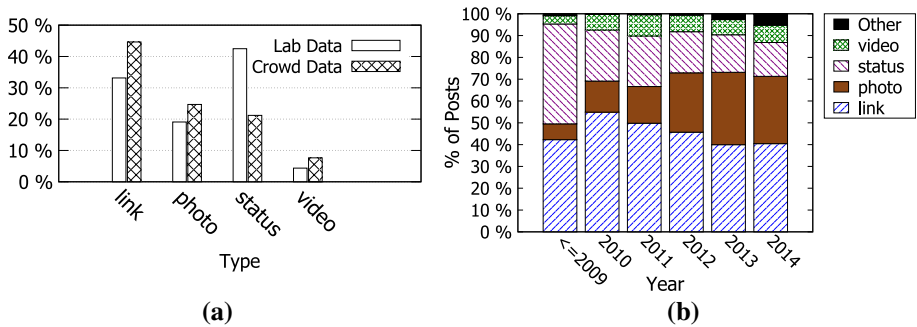 50 %
40 %
30 %
20 %
10 %
0 %
Lab Data
Crowd Data
link
photo
status
video
Type
(a)
100 %
90 %
80 %
70 %
60 %
50 %
40 %
30 %
20 %
10 %
0 %
% of Posts
<=2009
2010
2011
2012
2013
2014
Year
Other
video
status
photo
link
(b)